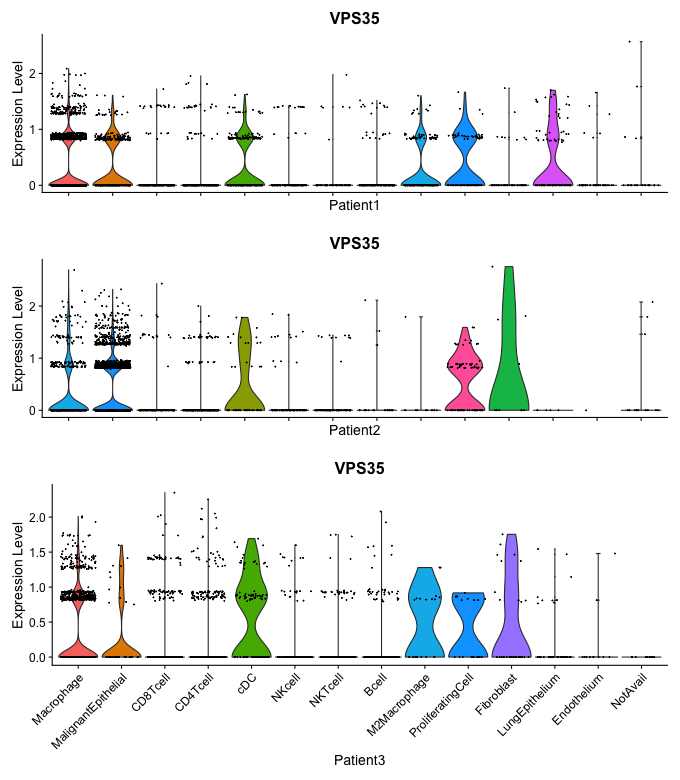 VPS35
Expression Level
2
1
0
Patient1
VPS35
Expression Level
2
1
0
Patient2
VPS35
Expression Level
2.0
1.5
1.0
0.5
0.0
Macrophage
MalignantEpithelial
CD8Tcell
CD4Tcell
cDC
NKcell
NKTcell
Bcell
M2Macrophage
ProliferatingCell
Fibroblast
LungEpithelium
Endothelium
NotAvail
Patient3